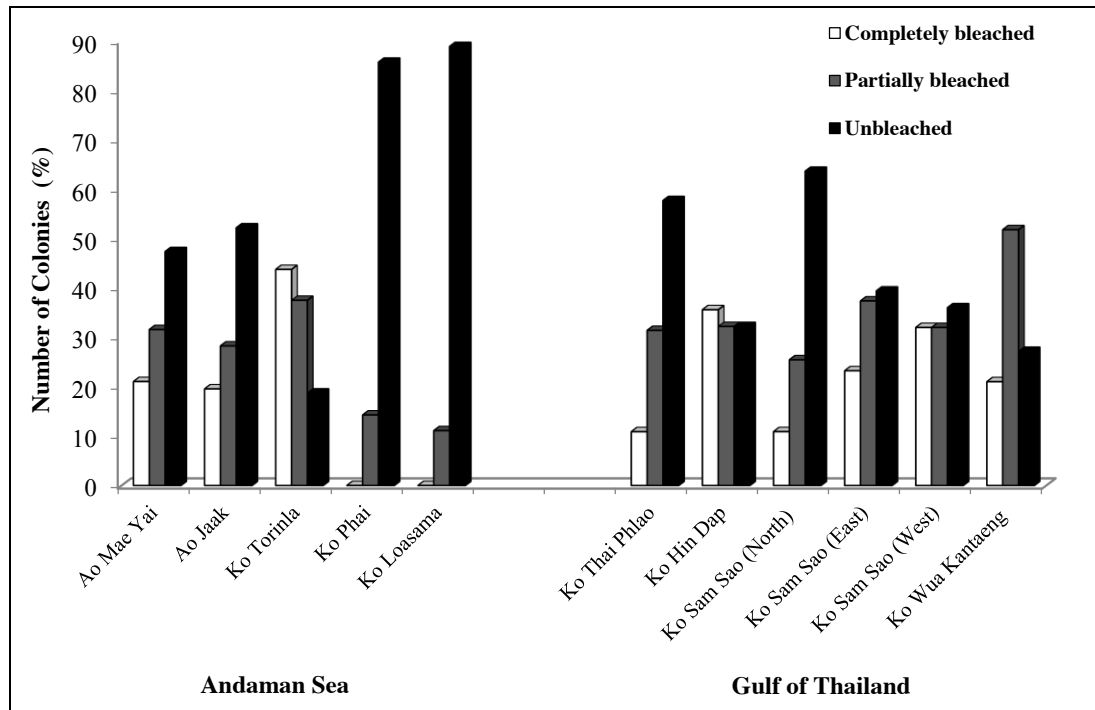 Completely bleached
Partially bleached
Unbleached
Number of Colonies (%)
90
80
70
60
50
40
30
20
10
0
Ao Mae Yai
Ao Jaak
Ko Torinla
Ko Phai
Ko Loasama
Ko Thai Phlao
Ko Hin Dap
Ko Sam Sao (North)
Ko Sam Sao (East)
Ko Sam Sao (West)
Ko Wua Kantaeng
Andaman Sea
Gulf of Thailand